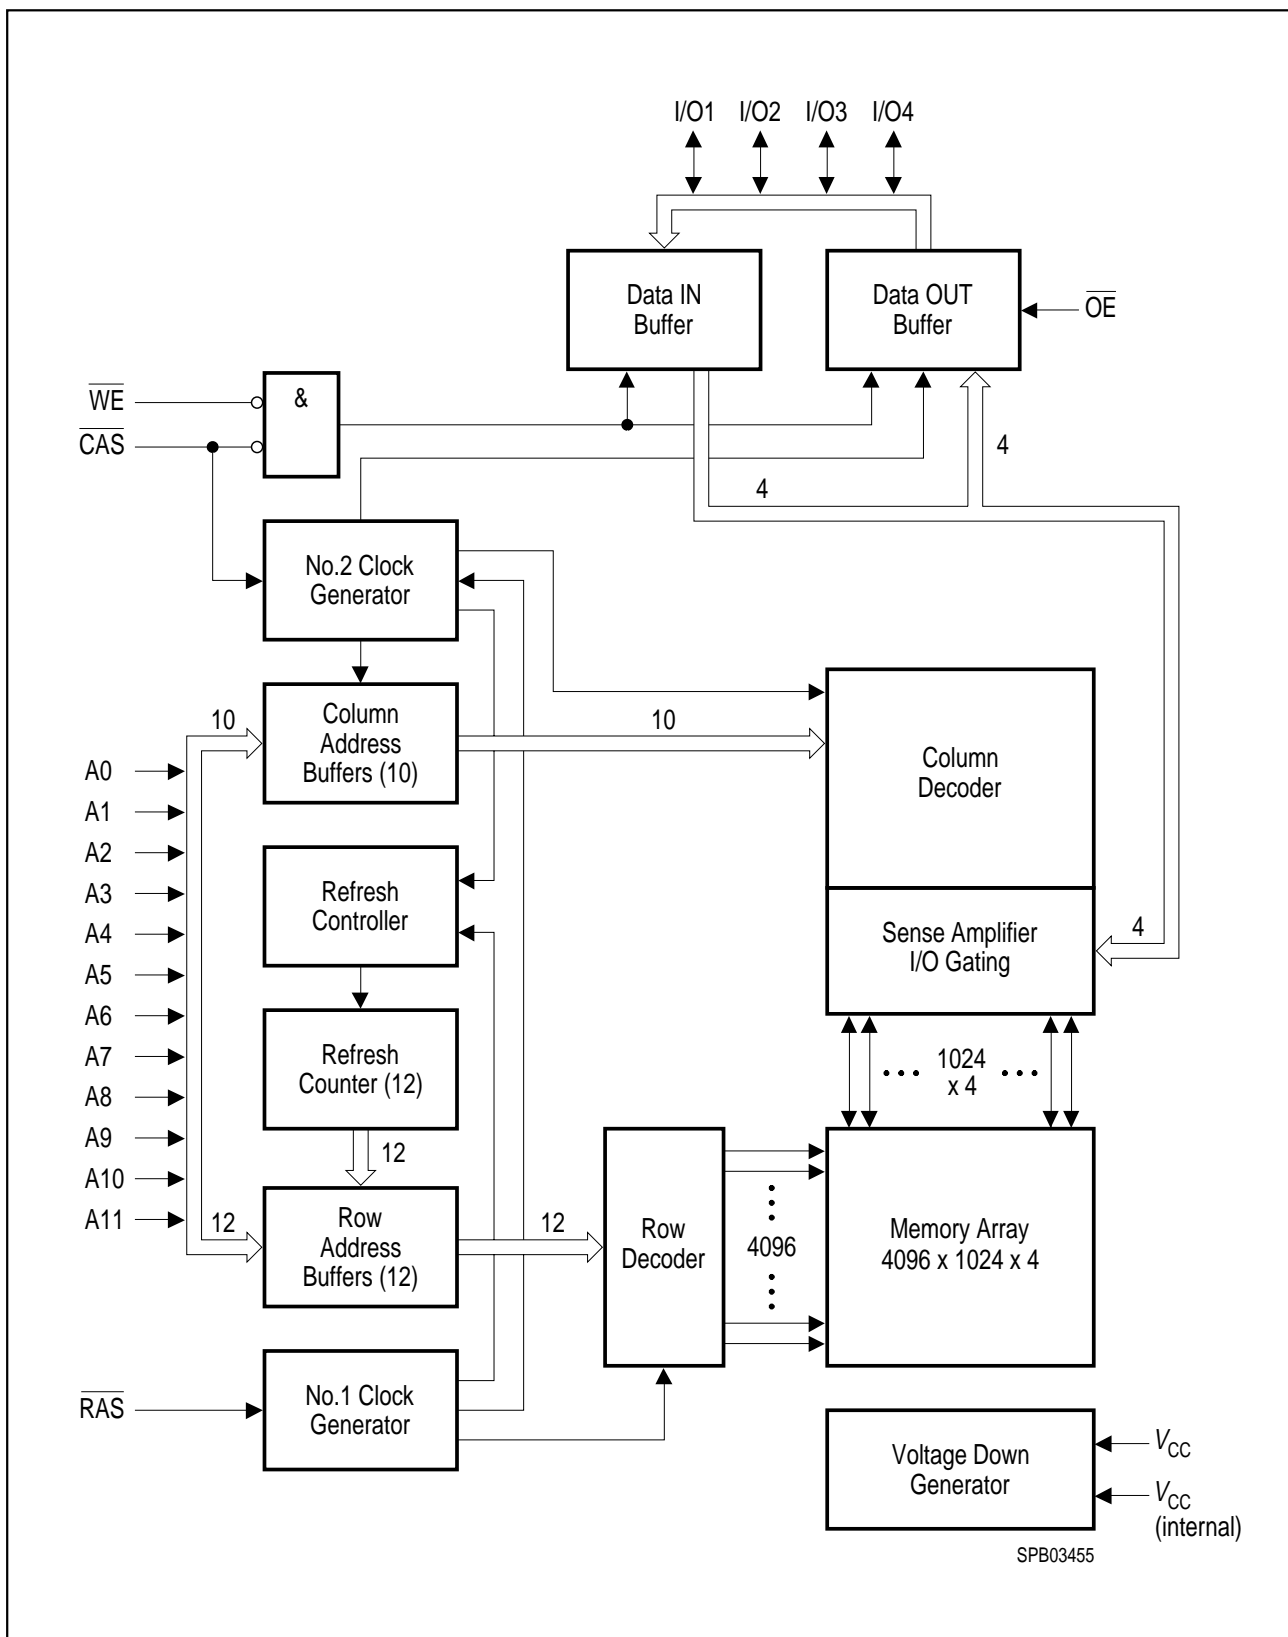 I/O1 I/O2 I/O3 I/O4
Data IN
Buffer
Data OUT
Buffer
OE
WE
CAS
&
4
4
No.2 Clock
Generator
10
Column
Address
Buffers (10)
10
Column
Decoder
A0
A1
A2
A3
A4
A5
A6
A7
A8
A9
A10
A11
Refresh
Controller
Sense Amplifier
I/O Gating
4
Refresh
Counter (12)
1024
x 4
12
12
Row
Address
Buffers (12)
12
Row
Decoder
4096
Memory Array
4096 x 1024 x 4
RAS
No.1 Clock
Generator
Voltage Down
Generator
VCC
VCC
(internal)
SPB03455